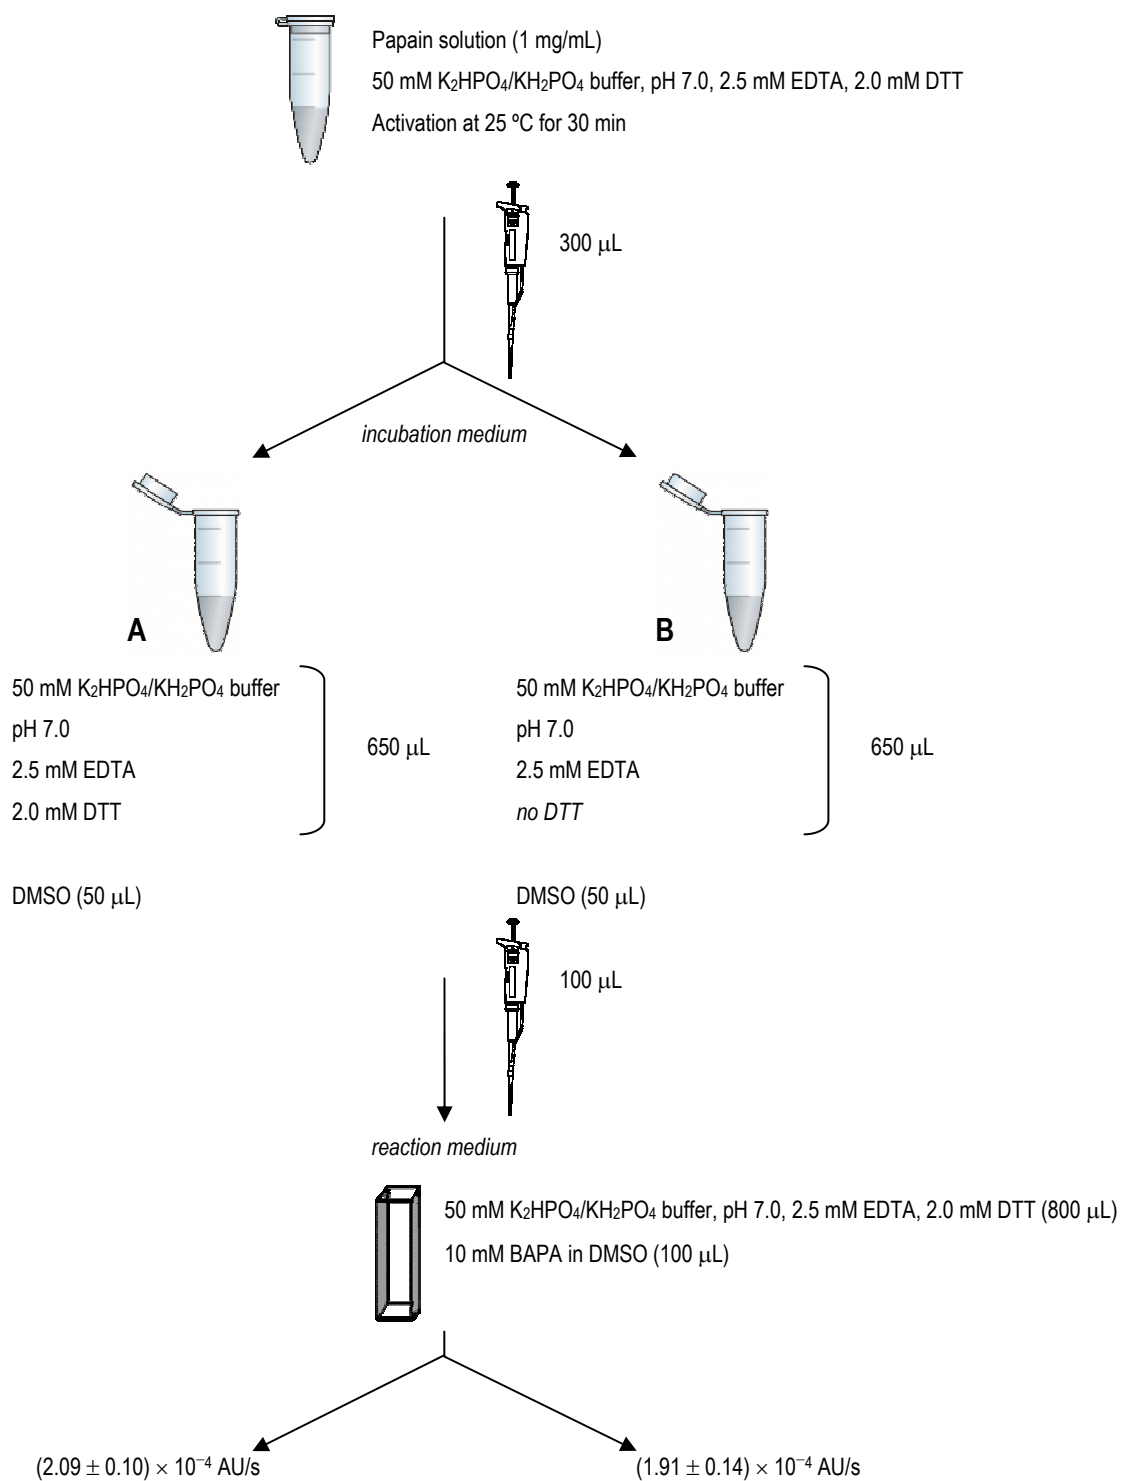 Papain solution (1 mg/mL)
50 mM K₂HPO₄/KH₂PO₄ buffer, pH 7.0, 2.5 mM EDTA, 2.0 mM DTT
Activation at 25 ºC for 30 min
300 μL
incubation medium
A
B
50 mM K₂HPO₄/KH₂PO₄ buffer
pH 7.0
2.5 mM EDTA
2.0 mM DTT
650 μL
50 mM K₂HPO₄/KH₂PO₄ buffer
pH 7.0
2.5 mM EDTA
no DTT
650 μL
DMSO (50 μL)
DMSO (50 μL)
100 μL
reaction medium
50 mM K₂HPO₄/KH₂PO₄ buffer, pH 7.0, 2.5 mM EDTA, 2.0 mM DTT (800 μL)
10 mM BAPA in DMSO (100 μL)
(2.09 ± 0.10) × 10⁻⁴ AU/s
(1.91 ± 0.14) × 10⁻⁴ AU/s